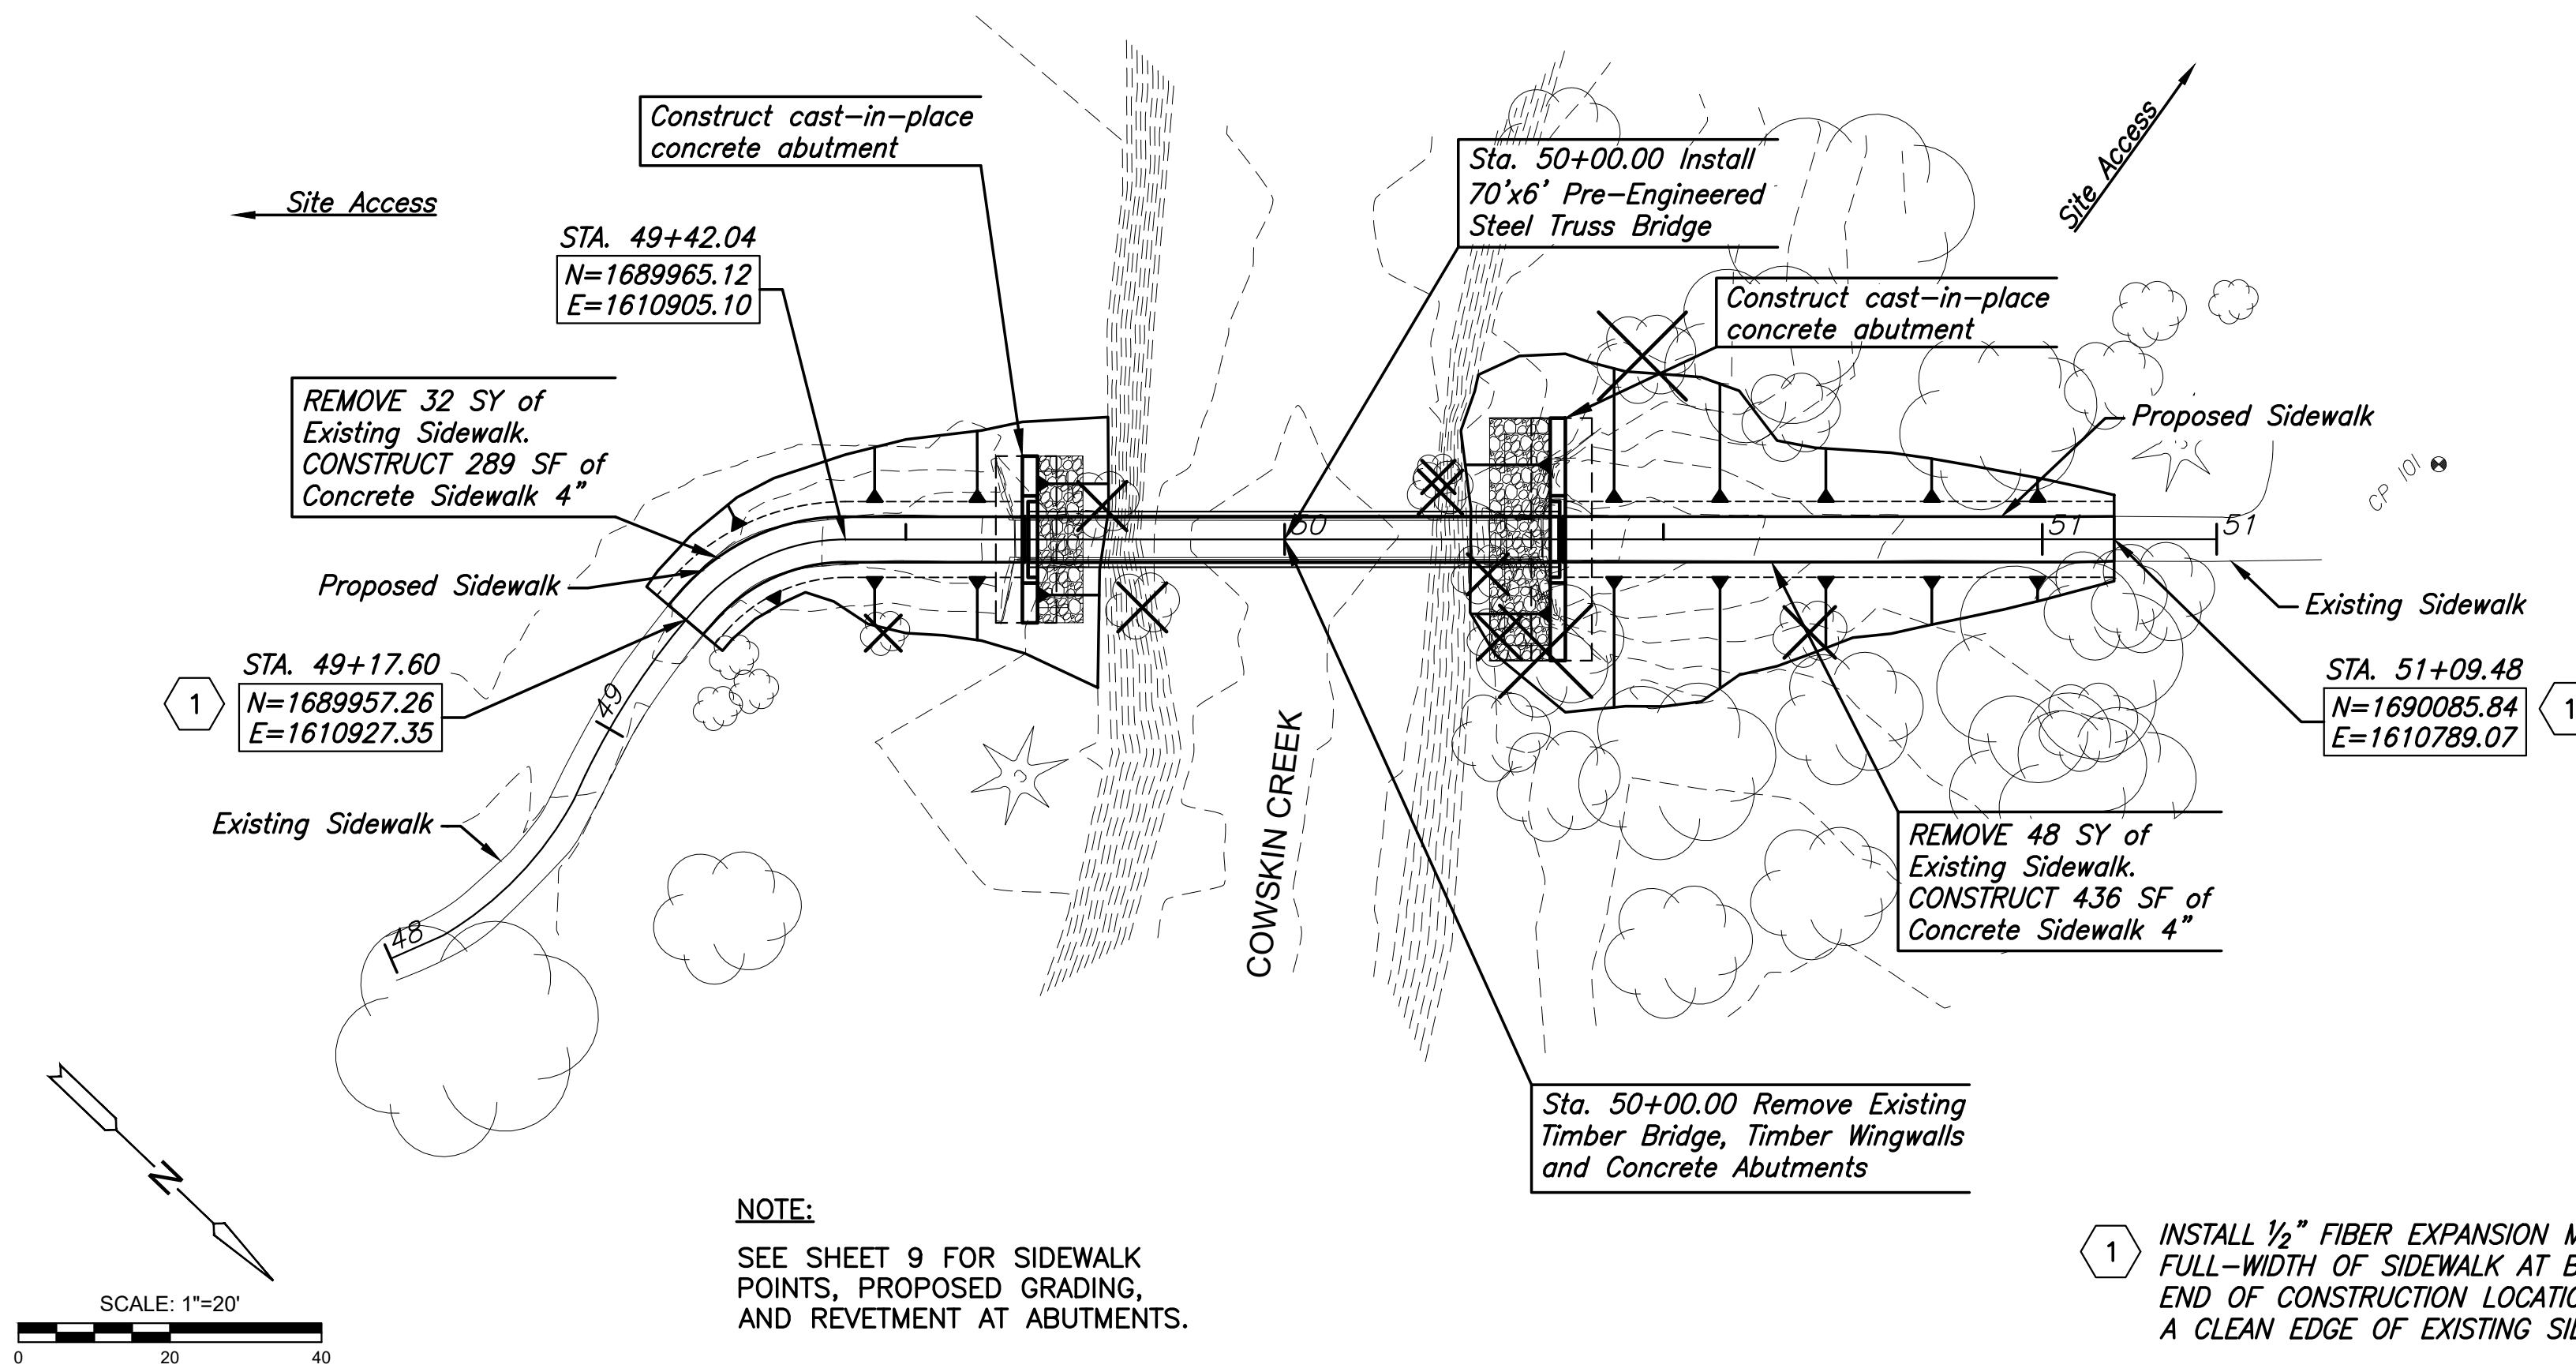 Construct cast-in-place
concrete abutment
Site Access
STA. 49+42.04
N=1689965.12
E=1610905.10
REMOVE 32 SY of
Existing Sidewalk.
CONSTRUCT 289 SF of
Concrete Sidewalk 4"
Proposed Sidewalk
STA. 49+17.60
1
N=1689957.26
E=1610927.35
49
Existing Sidewalk
48
Sta. 50+00.00 Install
70'x6' Pre-Engineered
Steel Truss Bridge
Site Access
Construct cast-in-place
concrete abutment
Proposed Sidewalk
CP 101
50
51
51
Existing Sidewalk
STA. 51+09.48
N=1690085.84
E=1610789.07
1
COWSKIN CREEK
REMOVE 48 SY of
Existing Sidewalk.
CONSTRUCT 436 SF of
Concrete Sidewalk 4"
Sta. 50+00.00 Remove Existing
Timber Bridge, Timber Wingwalls
and Concrete Abutments
N
SCALE: 1"=20'
0 20 40
NOTE:
SEE SHEET 9 FOR SIDEWALK
POINTS, PROPOSED GRADING,
AND REVETMENT AT ABUTMENTS.
1
INSTALL ½" FIBER EXPANSION
FULL-WIDTH OF SIDEWALK AT
END OF CONSTRUCTION
A CLEAN EDGE OF EXISTING